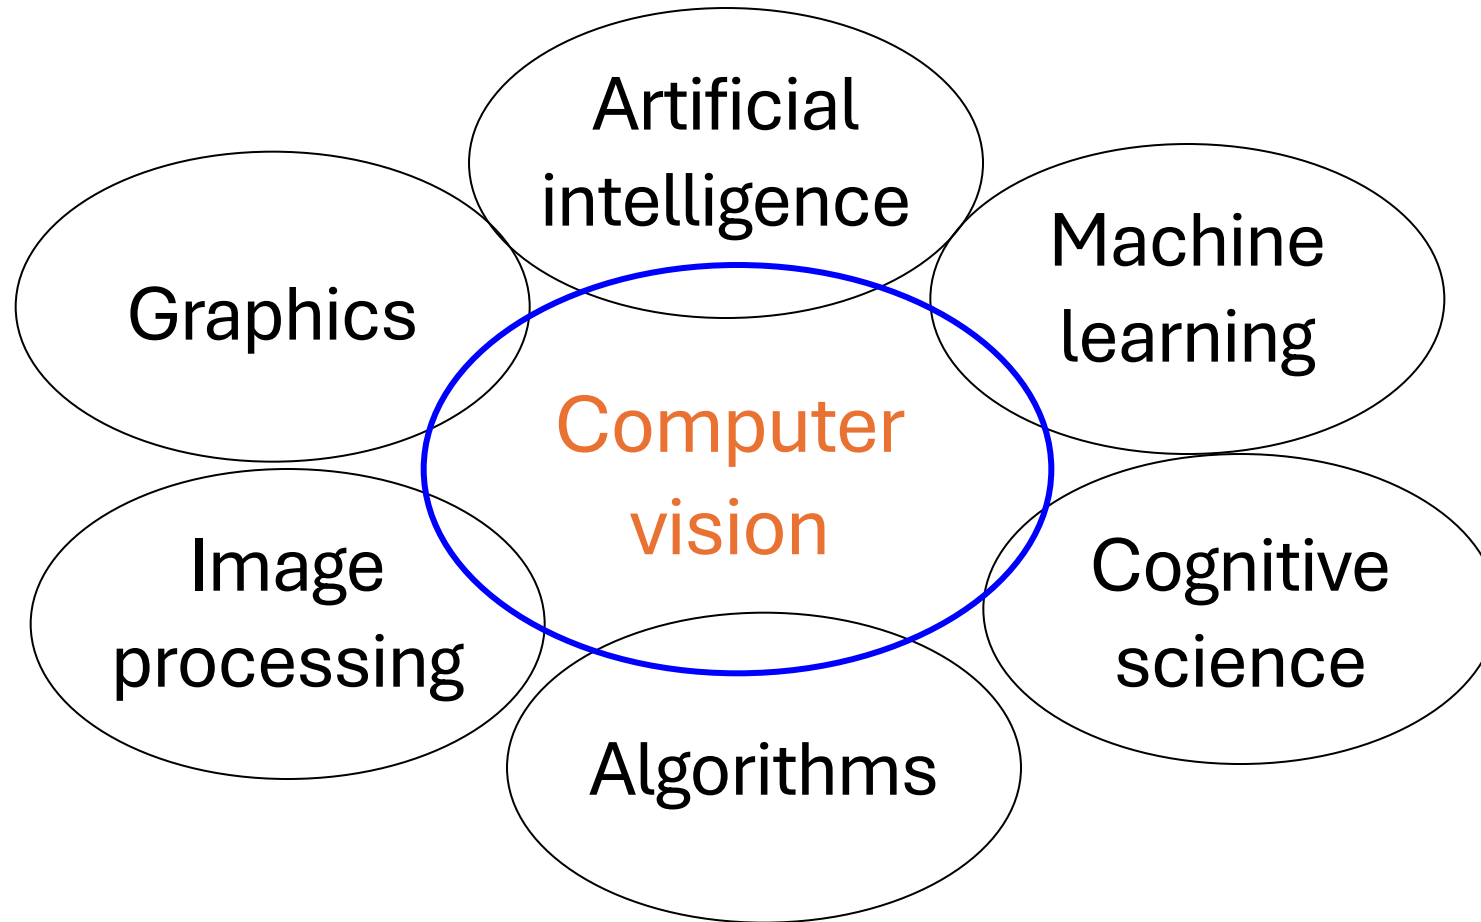 Artificial
intelligence
Machine
learning
Graphics
Computer
vision
Image
processing
Cognitive
science
Algorithms